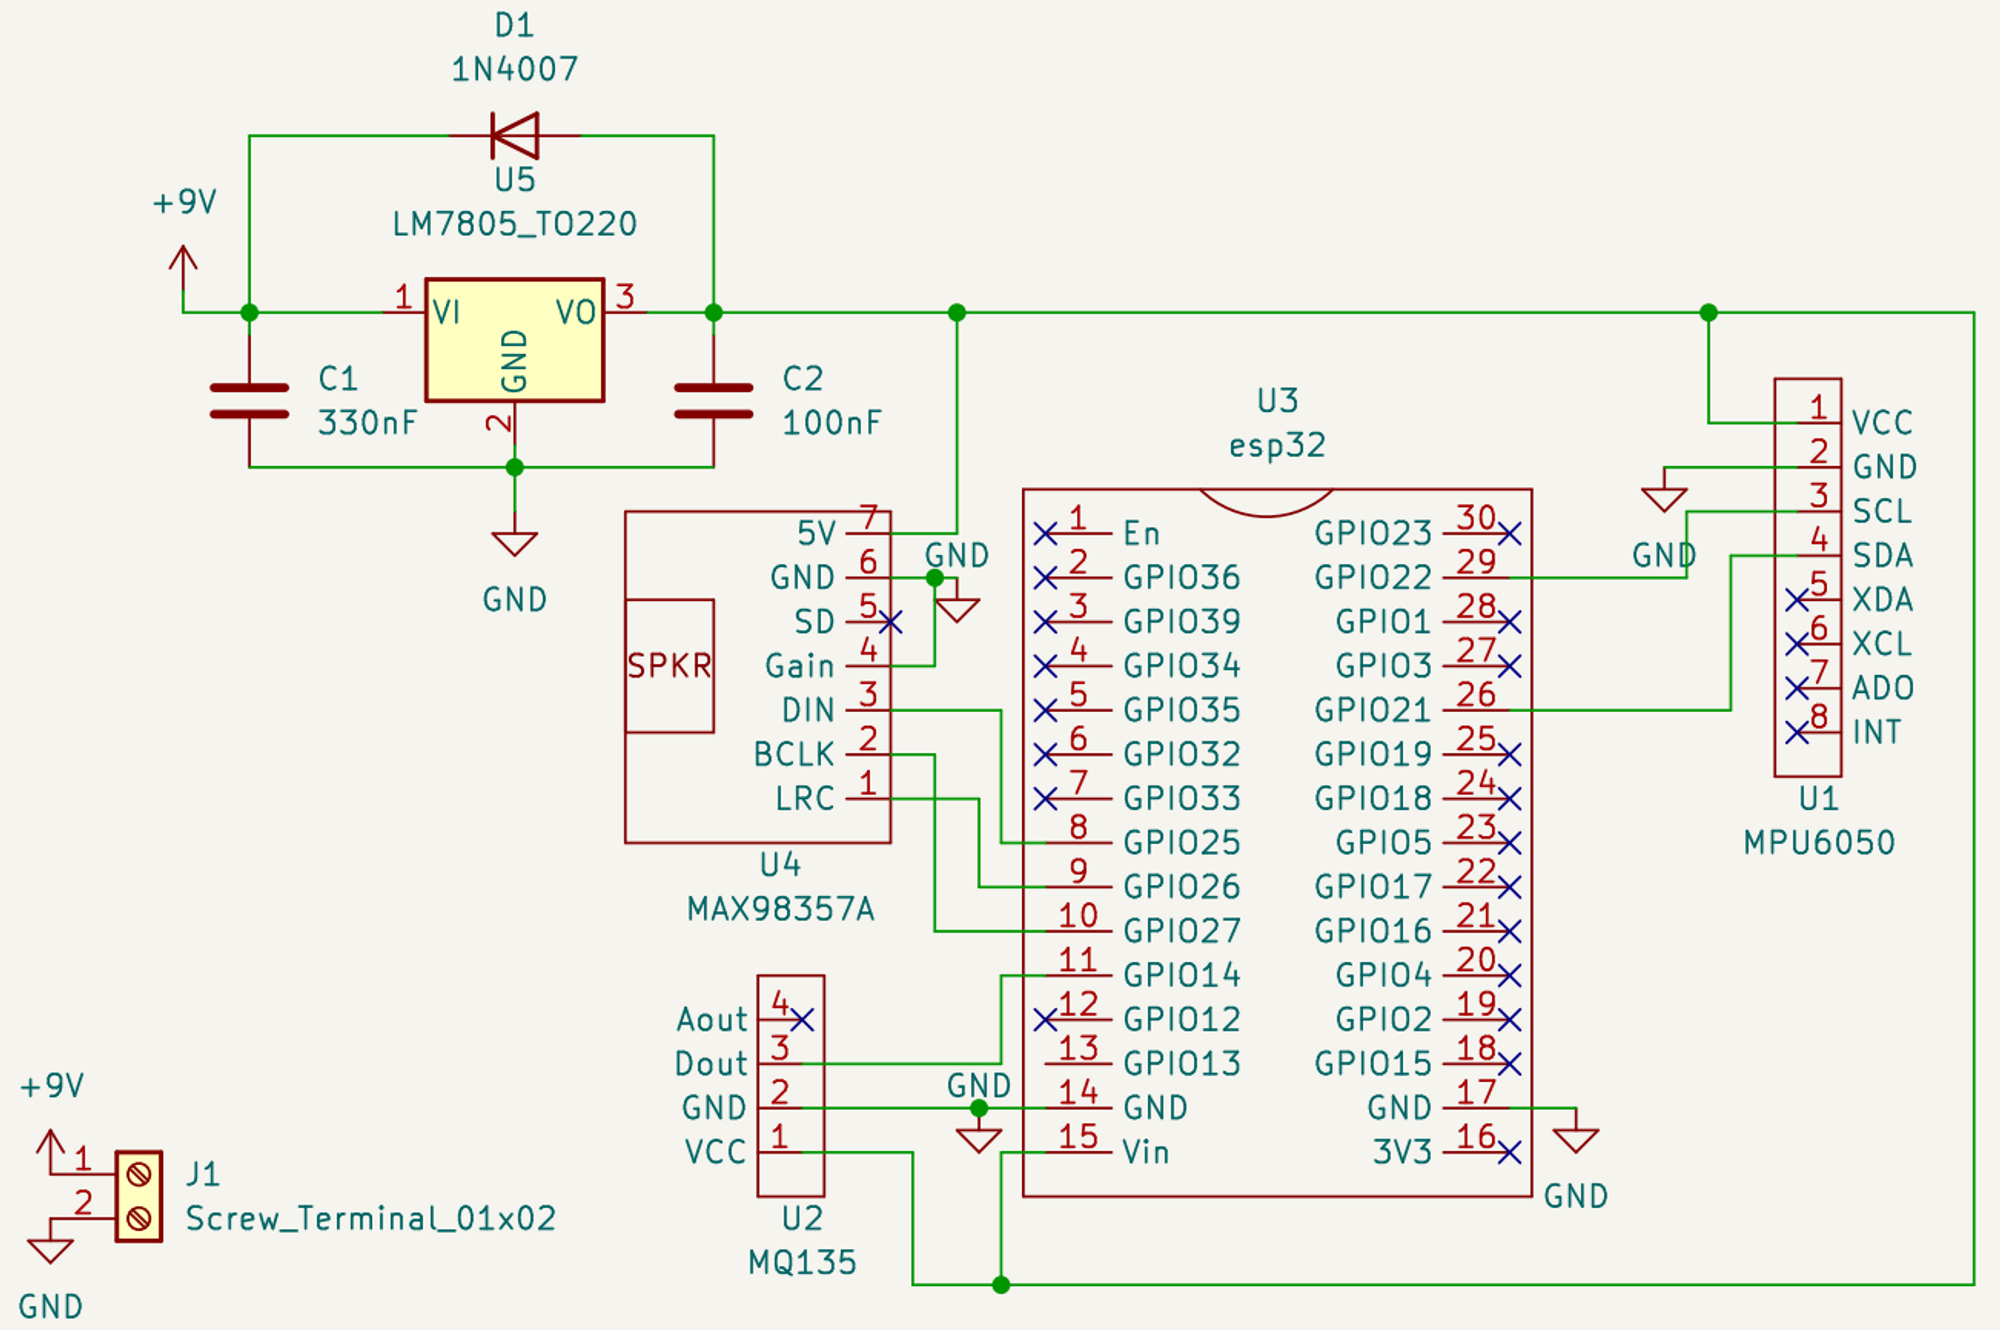 D1
1N4007
U5
LM7805_TO220
+9V
1
VI
VO
3
GND
2
C1
330nF
C2
100nF
GND
SPKR
5V 7
GND 6
SD 5
Gain 4
DIN 3
BCLK 2
LRC 1
GND
U4
MAX98357A
U3
esp32
1 En
2 GPIO36
3 GPIO39
4 GPIO34
5 GPIO35
6 GPIO32
7 GPIO33
8 GPIO25
9 GPIO26
10 GPIO27
11 GPIO14
12 GPIO12
13 GPIO13
14 GND
15 Vin
GPIO23 30
GPIO22 29
GPIO1 28
GPIO3 27
GPIO21 26
GPIO19 25
GPIO18 24
GPIO5 23
GPIO17 22
GPIO16 21
GPIO4 20
GPIO2 19
GPIO15 18
GND 17
3V3 16
GND
GND
1 VCC
2 GND
3 SCL
4 SDA
5 XDA
6 XCL
7 ADO
8 INT
U1
MPU6050
Aout 4
Dout 3
GND 2
VCC 1
GND
U2
MQ135
+9V
1
2
J1
Screw_Terminal_01x02
GND